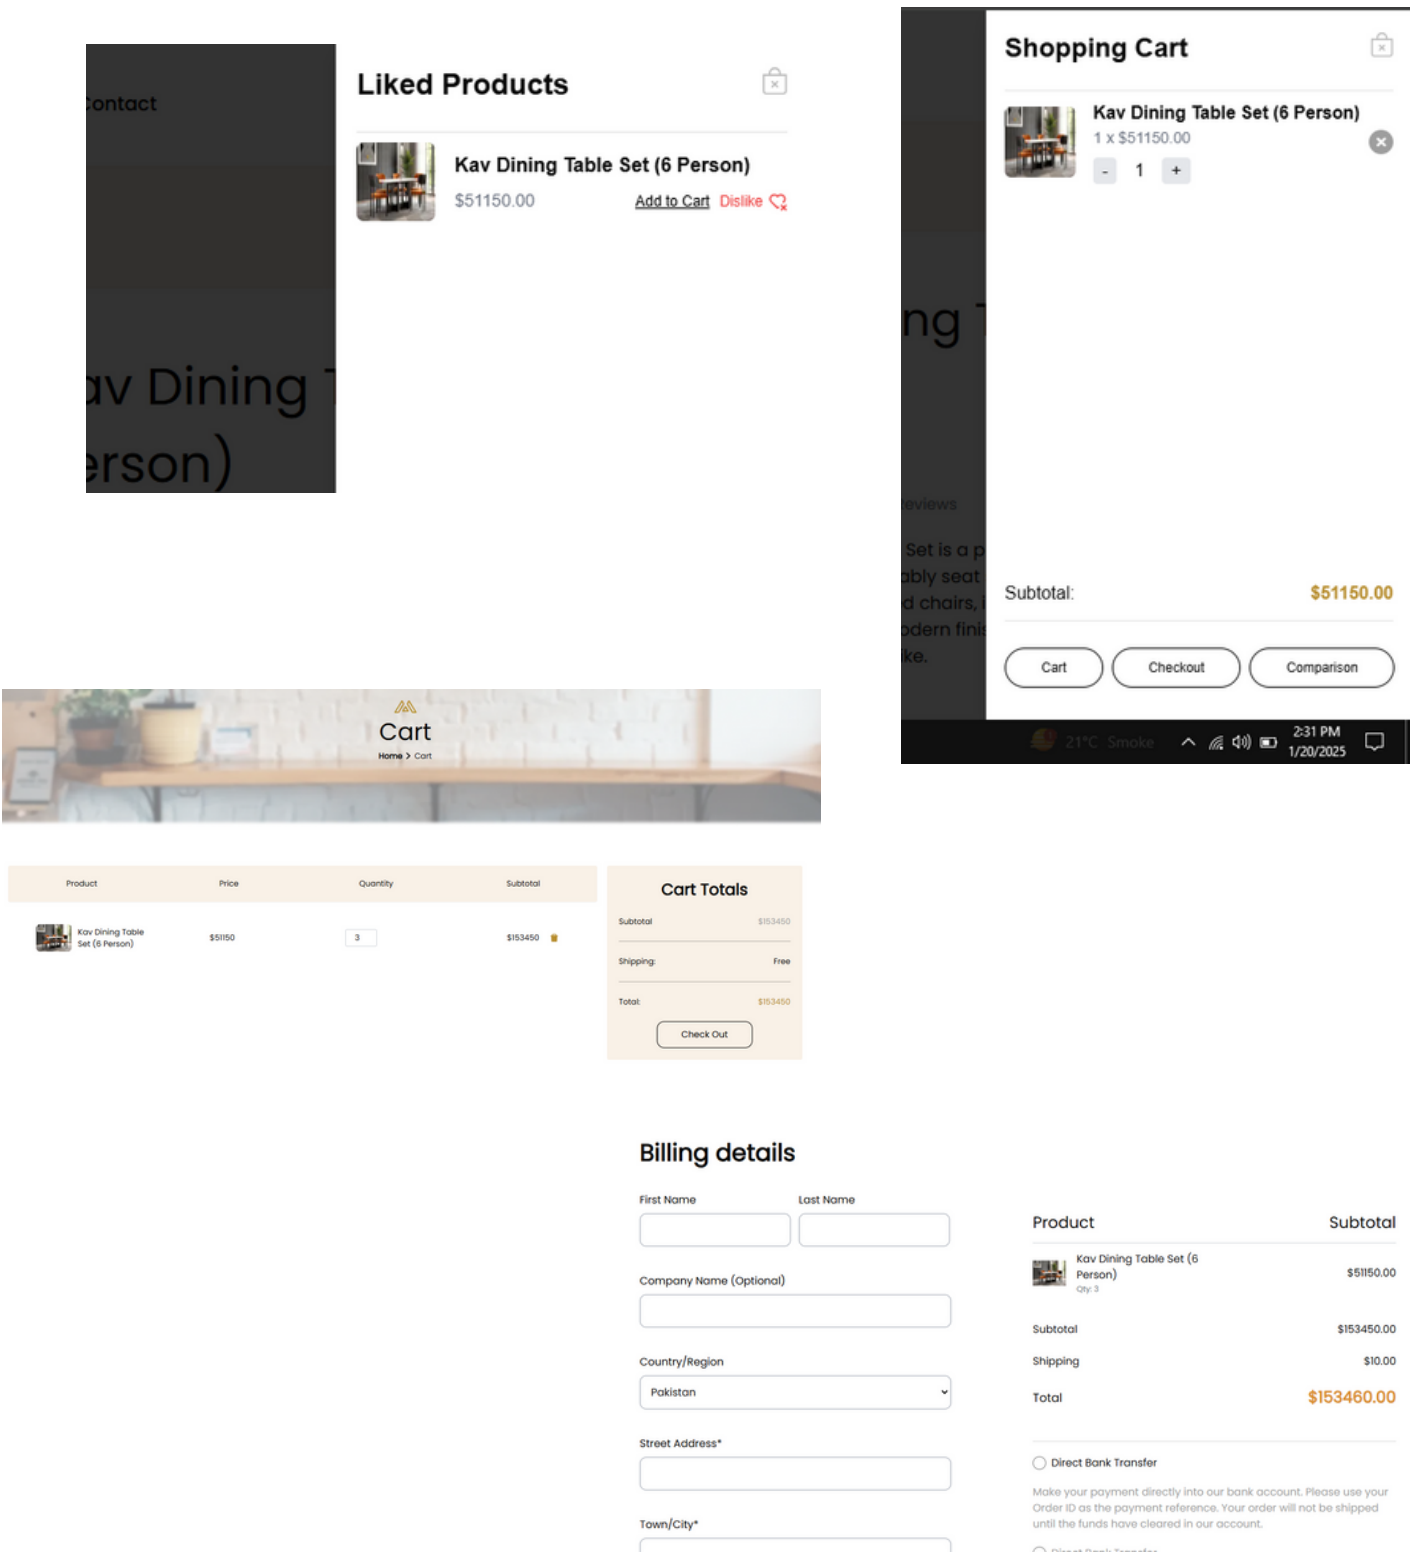 Contact
Kav Dining T
erson)
Liked Products
Kav Dining Table Set (6 Person)
$51150.00
Add to Cart Dislike
Shopping Cart
Kav Dining Table Set (6 Person)
1 x $51150.00
- 1 +
ng T
Reviews
Set is a p
ably seat
d chairs, i
odern finis
ike.
Subtotal: $51150.00
Cart Checkout Comparison
21°C Smoke
2:31 PM
1/20/2025
Cart
Home > Cart
Product Price Quantity Subtotal
Kav Dining Table
Set (6 Person)
$51150 3 $153450
Cart Totals
Subtotal $153450
Shipping: Free
Total: $153450
Check Out
Billing details
First Name Last Name
Company Name (Optional)
Country/Region
Pakistan
Street Address*
Town/City*
Product Subtotal
Kav Dining Table Set (6
Person)
Qty: 3
$51150.00
Subtotal $153450.00
Shipping $10.00
Total $153460.00
Direct Bank Transfer
Make your payment directly into our bank account. Please use your
Order ID as the payment reference. Your order will not be shipped
until the funds have cleared in our account.
Direct Bank Transfer